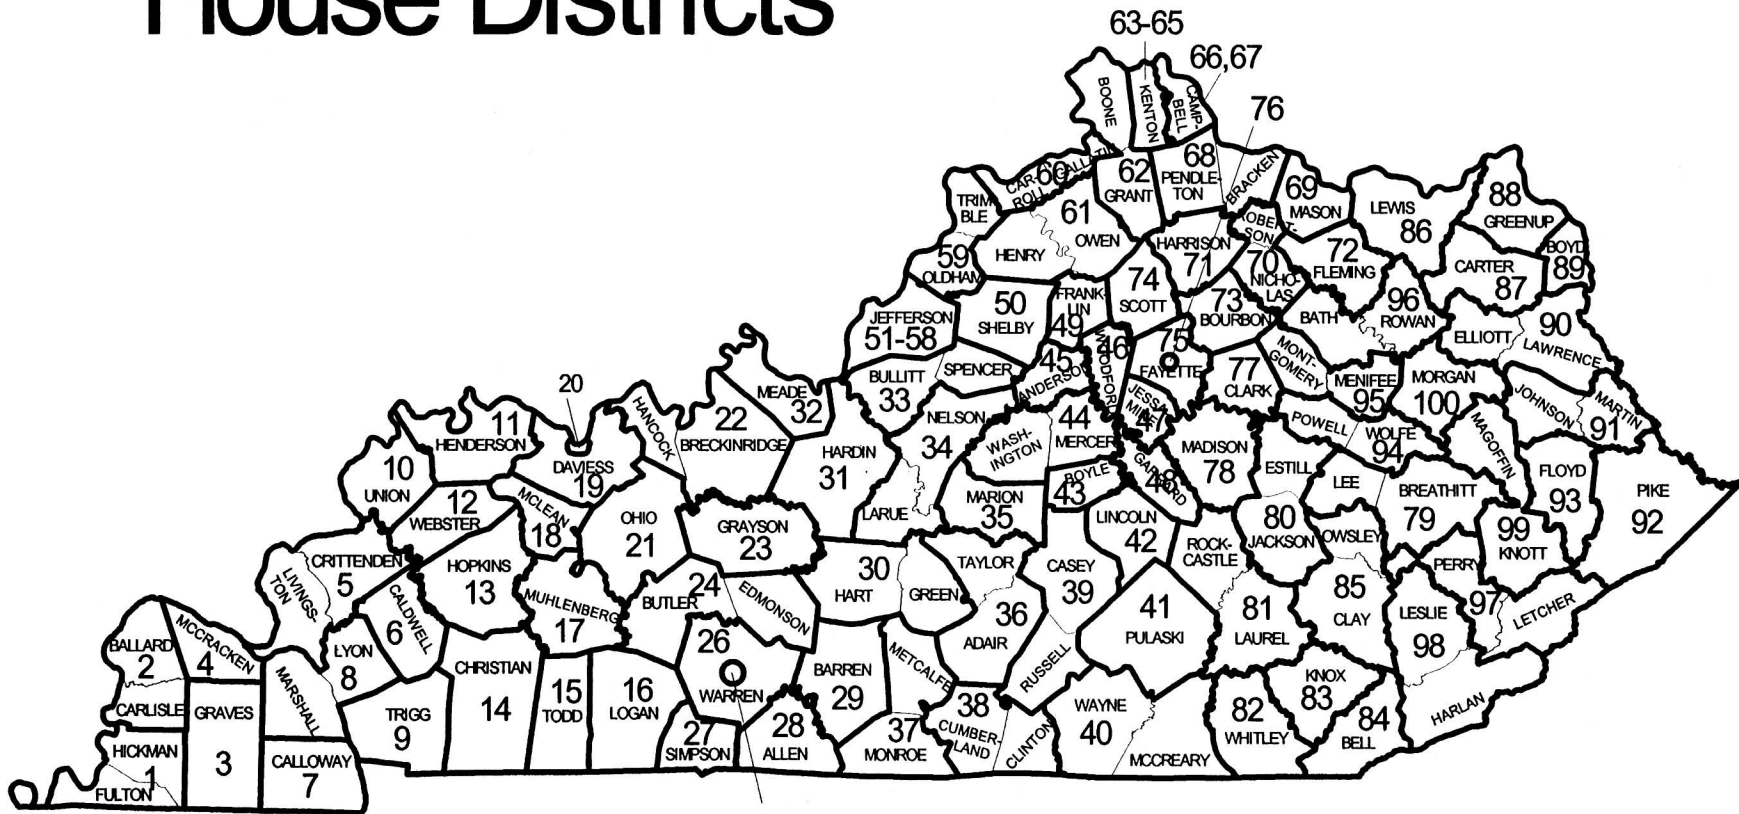 House Districts
63-65
66,67
76
BOONE
KENTON
CAMP-
BELL
68
PENDLE-
TON
BRACKEN
62
GRANT
60
CAR-
ROLL
GALLATIN
TRIM
BLE
61
OWEN
HENRY
69
MASON
ROBERT-
SON
LEWIS
86
88
GREENUP
BOYD
89
CARTER
87
72
FLEMING
HARRISON
71
70
NICHO-
LAS
59
OLDHAM
74
SCOTT
73
BOURBON
FRANK-
LIN
49
50
SHELBY
JEFFERSON
51-58
96
ROWAN
BATH
ELLIOTT
90
LAWRENCE
46
WOODFORD
75
FAYETTE
45
ANDERSON
SPENCER
BULLITT
33
77
CLARK
MONT-
GOMERY
MENIFEE
95
MORGAN
100
JOHNSON
MARTIN
91
MAGOFFIN
20
MEADE
32
22
BRECKINRIDGE
HANCOCK
11
HENDERSON
10
UNION
DAVIESS
19
HARDIN
31
NELSON
34
WASH-
INGTON
44
MERCER
47
MADISON
78
POWELL
WOLFE
94
ESTILL
LEE
FLOYD
93
PIKE
92
BREATHITT
79
99
KNOTT
43
BOYLE
48
GARRARD
MARION
35
LARUE
12
WEBSTER
MCLEAN
18
OHIO
21
GRAYSON
23
LINCOLN
42
ROCK-
CASTLE
80
JACKSON
OWSLEY
PERRY
97
LETCHER
LIVINGS-
TON
CRITTENDEN
5
CALDWELL
6
HOPKINS
13
MUHLENBERG
17
BUTLER
24
EDMONSON
30
HART
GREEN
TAYLOR
CASEY
39
36
ADAIR
41
PULASKI
81
LAUREL
85
CLAY
LESLIE
98
HARLAN
BALLARD
2
MCCRACKEN
4
LYON
8
MARSHALL
CARLISLE
GRAVES
3
HICKMAN
1
FULTON
CALLOWAY
7
TRIGG
9
CHRISTIAN
14
15
TODD
16
LOGAN
26
WARREN
27
SIMPSON
28
ALLEN
BARREN
29
METCALFE
37
MONROE
38
CUMBER-
LAND
RUSSELL
CLINTON
WAYNE
40
MCCREARY
82
WHITLEY
KNOX
83
84
BELL